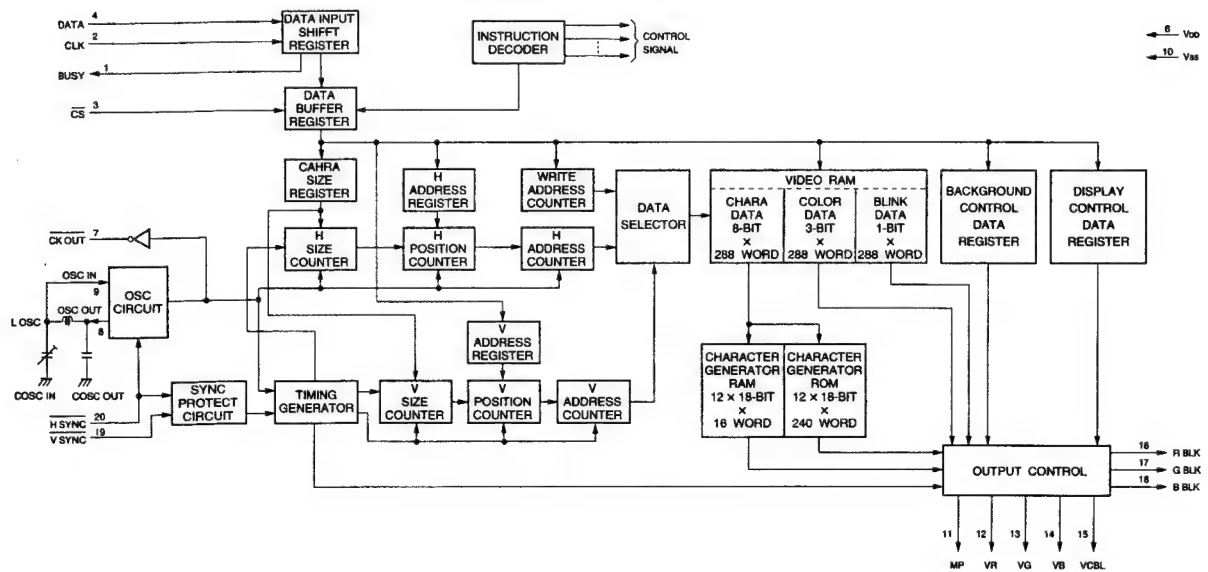 DATA 4
CLK 2
BUSY 1
CS 3
DATA INPUT
SHIFFT
REGISTER
INSTRUCTION
DECODER
CONTROL
SIGNAL
6 VDD
10 VSS
DATA
BUFFER
REGISTER
CAHRA
SIZE
REGISTER
H
ADDRESS
REGISTER
WRITE
ADDRESS
COUNTER
DATA
SELECTOR
VIDEO RAM
CHARA
DATA
8-BIT
×
288 WORD
COLOR
DATA
3-BIT
×
288 WORD
BLINK
DATA
1-BIT
×
288 WORD
BACKGROUND
CONTROL
DATA
REGISTER
DISPLAY
CONTROL
DATA
REGISTER
CK OUT 7
H
SIZE
COUNTER
H
POSITION
COUNTER
H
ADDRESS
COUNTER
OSC IN
9
OSC
CIRCUIT
L OSC
OSC OUT
8
COSC IN
COSC OUT
V
ADDRESS
REGISTER
H SYNC 20
V SYNC 19
SYNC
PROTECT
CIRCUIT
TIMING
GENERATOR
V
SIZE
COUNTER
V
POSITION
COUNTER
V
ADDRESS
COUNTER
CHARACTER
GENERATOR
RAM
12 × 18-BIT
×
16 WORD
CHARACTER
GENERATOR
ROM
12 × 18-BIT
×
240 WORD
OUTPUT CONTROL
16 R BLK
17 G BLK
18 B BLK
11 12 13 14 15
MP VR VG VB VCBL